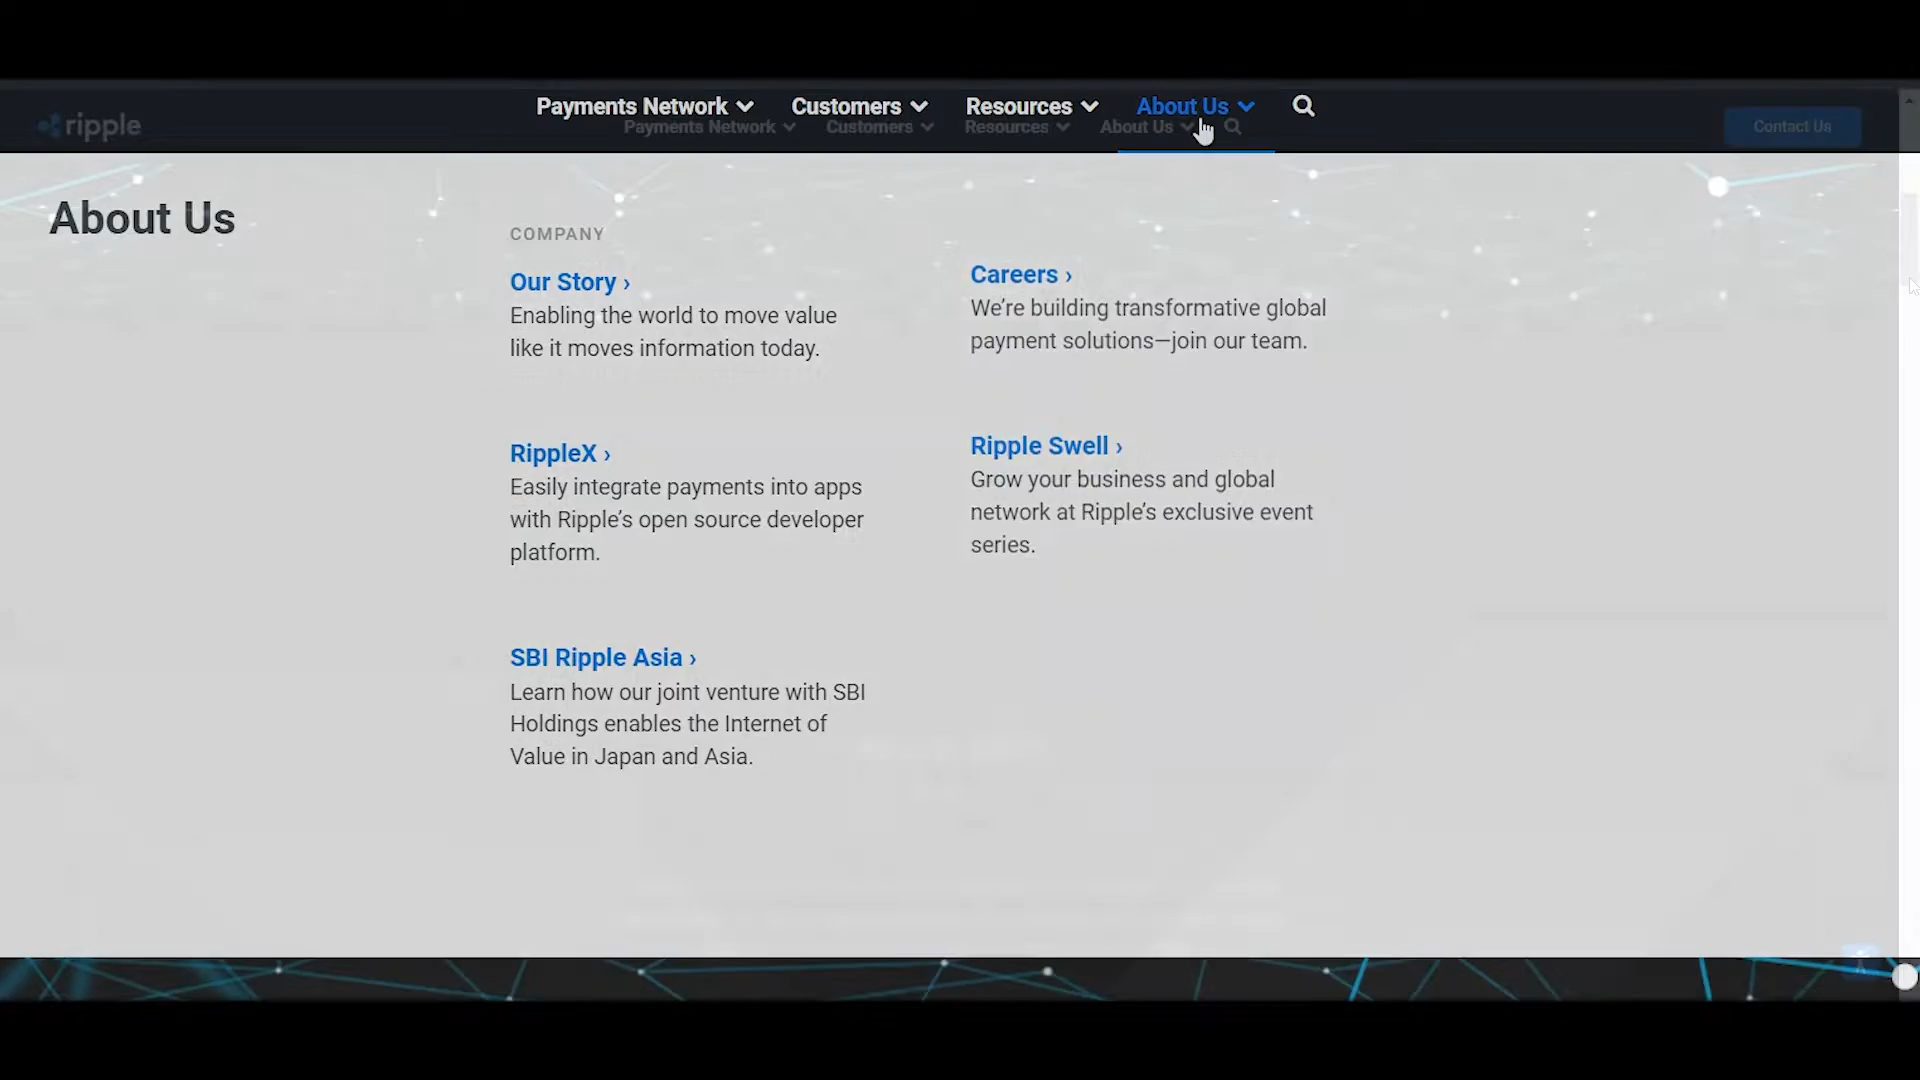 Payments Network
Customers
Resources
About Us
ripple
Payments Network
Customers
Resources
About Us
Contact Us
About Us
COMPANY
Our Story ›
Enabling the world to move value
like it moves information today.
Careers ›
We’re building transformative global
payment solutions—join our team.
RippleX ›
Easily integrate payments into apps
with Ripple’s open source developer
platform.
Ripple Swell ›
Grow your business and global
network at Ripple’s exclusive event
series.
SBI Ripple Asia ›
Learn how our joint venture with SBI
Holdings enables the Internet of
Value in Japan and Asia.